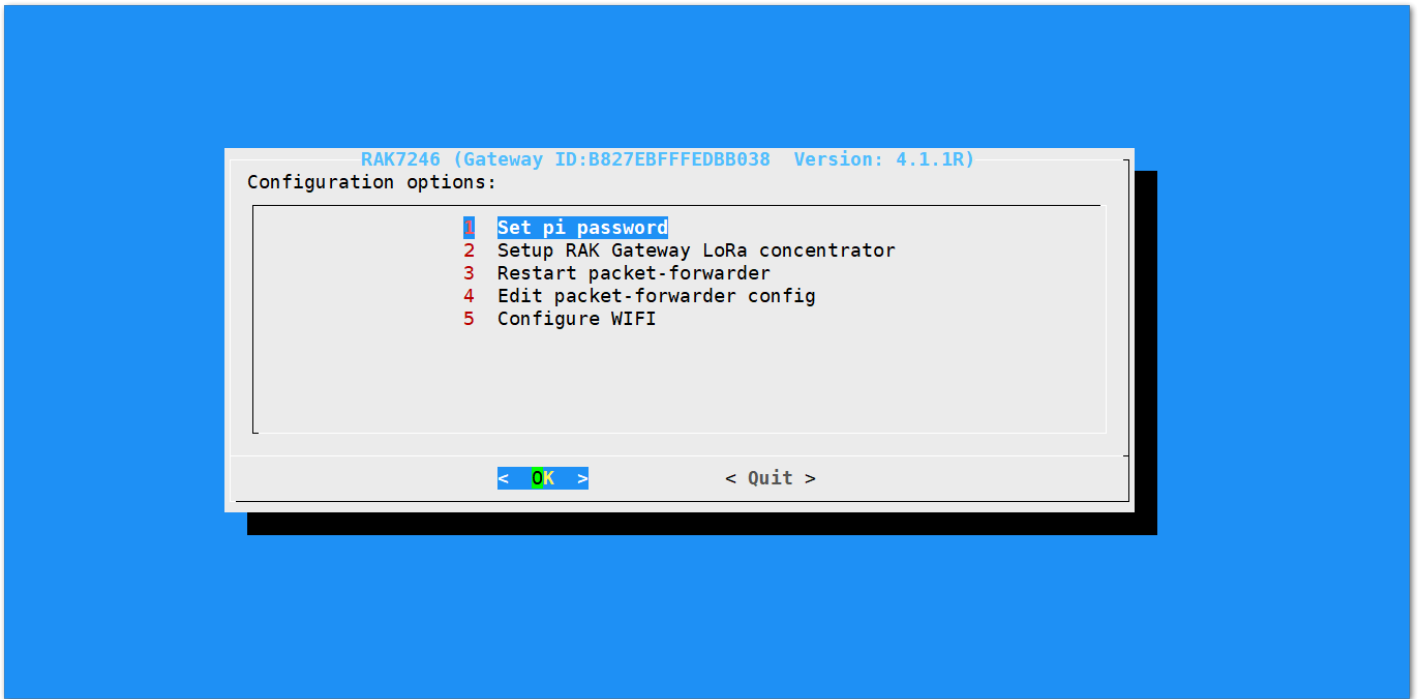 RAK7246 (Gateway ID:B827EBFFFEDBB038  Version: 4.1.1R)
Configuration options:
1  Set pi password
2  Setup RAK Gateway LoRa concentrator
3  Restart packet-forwarder
4  Edit packet-forwarder config
5  Configure WIFI
<  OK  >            < Quit >